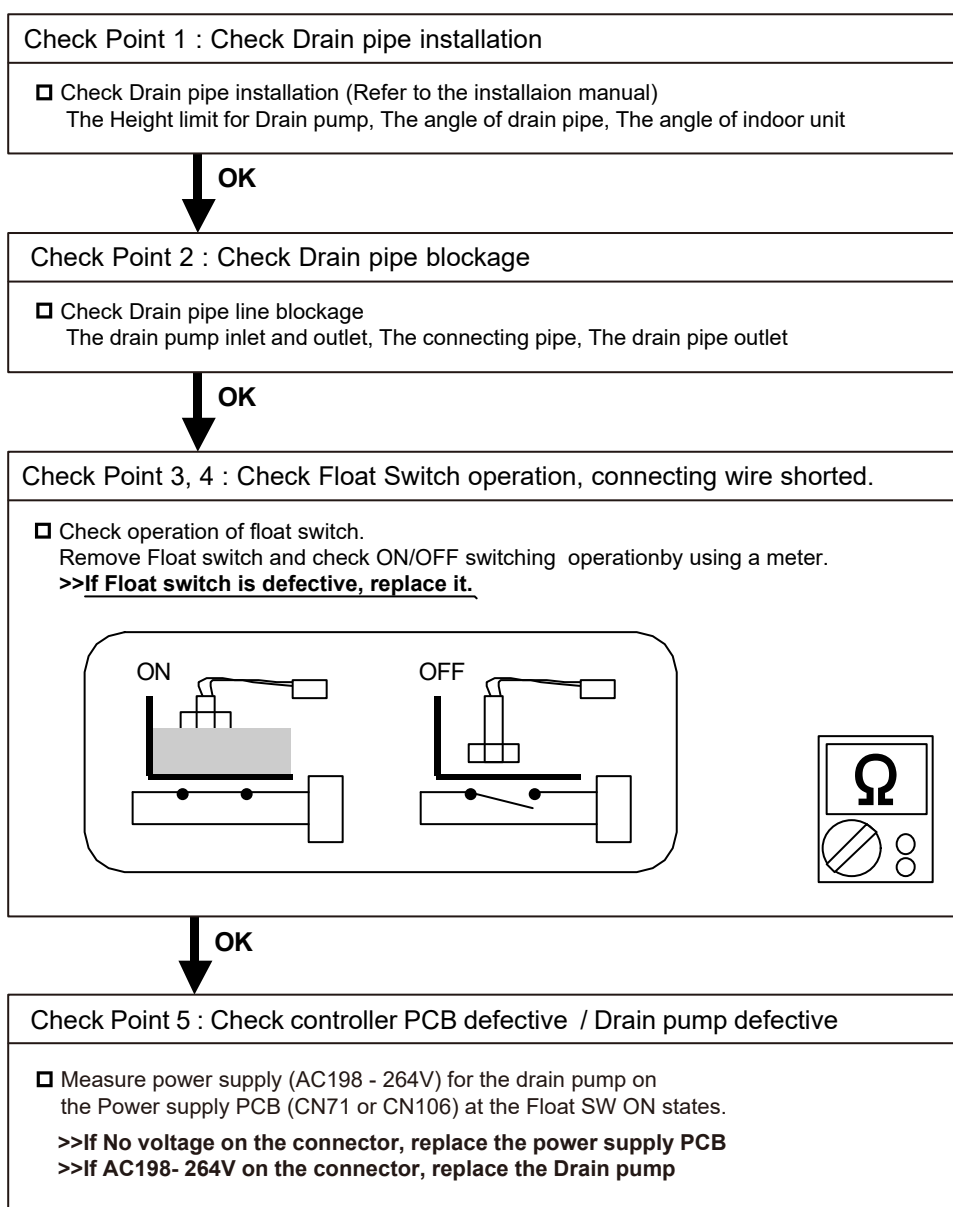 Check Point 1 : Check Drain pipe installation
Check Drain pipe installation (Refer to the installaion manual)
The Height limit for Drain pump, The angle of drain pipe, The angle of indoor unit
OK
Check Point 2 : Check Drain pipe blockage
Check Drain pipe line blockage
The drain pump inlet and outlet, The connecting pipe, The drain pipe outlet
OK
Check Point 3, 4 : Check Float Switch operation, connecting wire shorted.
Check operation of float switch.
Remove Float switch and check ON/OFF switching operationby using a meter.
>>If Float switch is defective, replace it.
ON OFF
Ω
OK
Check Point 5 : Check controller PCB defective / Drain pump defective
Measure power supply (AC198 - 264V) for the drain pump on
the Power supply PCB (CN71 or CN106) at the Float SW ON states.
>>If No voltage on the connector, replace the power supply PCB
>>If AC198- 264V on the connector, replace the Drain pump